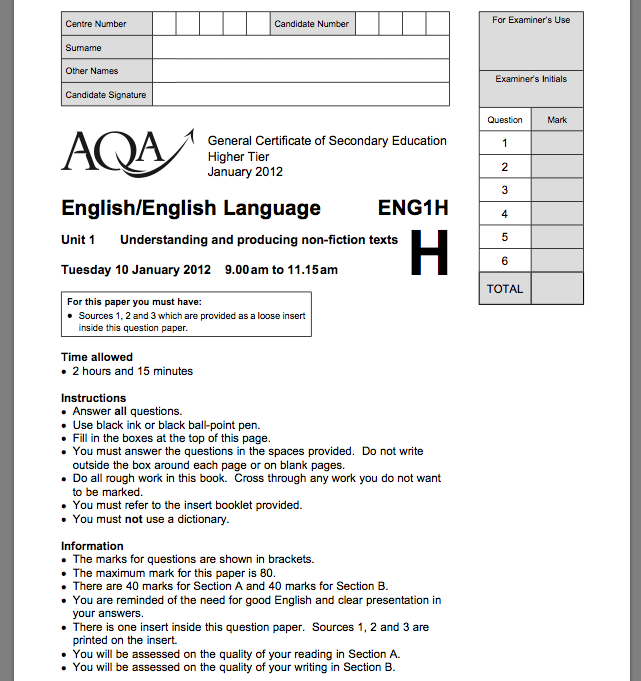 Centre Number
Candidate Number
Surname
Other Names
Candidate Signature
For Examiner's Use
Examiner's Initials
Question Mark
1
2
3
4
5
6
TOTAL
AQA
General Certificate of Secondary Education
Higher Tier
January 2012
English/English Language ENG1H
Unit 1 Understanding and producing non-fiction texts
H
Tuesday 10 January 2012 9.00 am to 11.15 am
For this paper you must have:
• Sources 1, 2 and 3 which are provided as a loose insert
inside this question paper.
Time allowed
• 2 hours and 15 minutes
Instructions
• Answer all questions.
• Use black ink or black ball-point pen.
• Fill in the boxes at the top of this page.
• You must answer the questions in the spaces provided. Do not write
outside the box around each page or on blank pages.
• Do all rough work in this book. Cross through any work you do not want
to be marked.
• You must refer to the insert booklet provided.
• You must not use a dictionary.
Information
• The marks for questions are shown in brackets.
• The maximum mark for this paper is 80.
• There are 40 marks for Section A and 40 marks for Section B.
• You are reminded of the need for good English and clear presentation in
your answers.
• There is one insert inside this question paper. Sources 1, 2 and 3 are
printed on the insert.
• You will be assessed on the quality of your reading in Section A.
• You will be assessed on the quality of your writing in Section B.